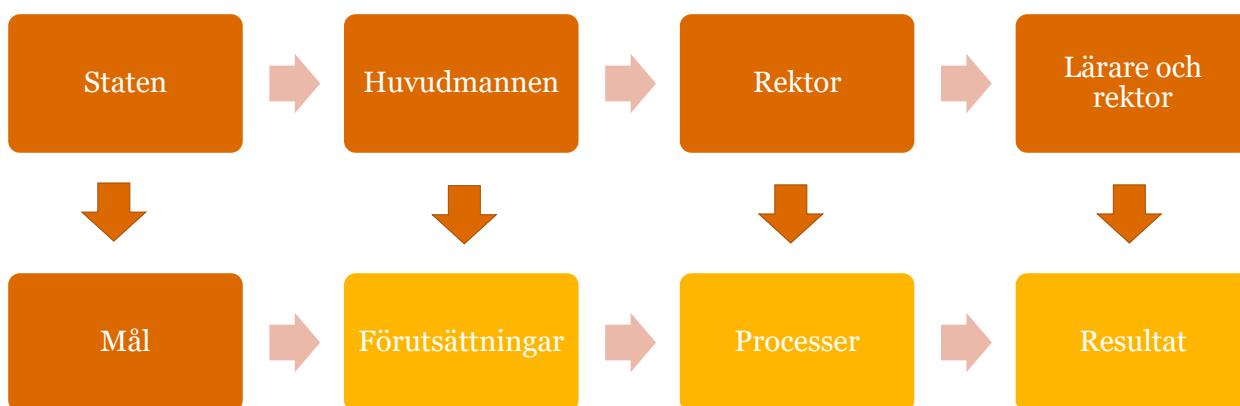 Staten
Huvudmannen
Rektor
Lärare och
rektor
Mål
Förutsättningar
Processer
Resultat